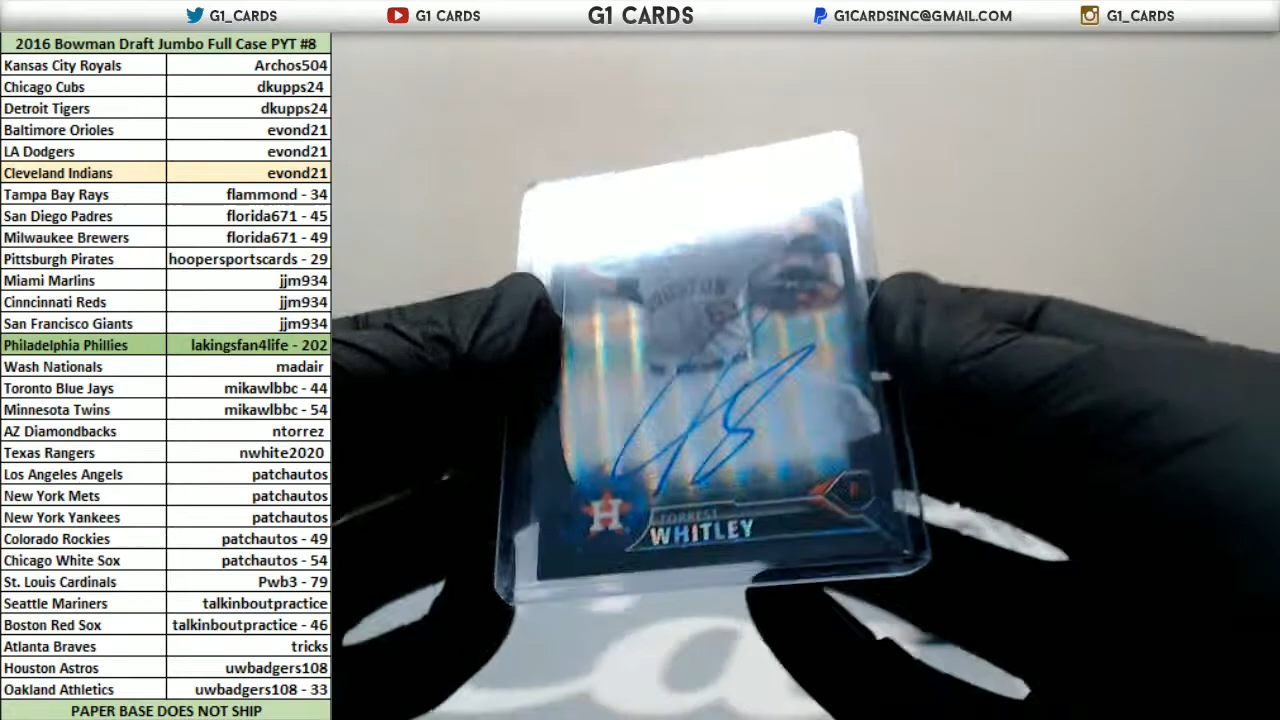 G1_CARDS
G1 CARDS
G1 CARDS
G1CARDSINC@GMAIL.COM
G1_CARDS
2016 Bowman Draft Jumbo Full Case PYT #8
Kansas City Royals Archos504
Chicago Cubs dkupps24
Detroit Tigers dkupps24
Baltimore Orioles evond21
LA Dodgers evond21
Cleveland Indians evond21
Tampa Bay Rays flammond - 34
San Diego Padres florida671 - 45
Milwaukee Brewers florida671 - 49
Pittsburgh Pirates hoopersportscards - 29
Miami Marlins jjm934
Cinncinnati Reds jjm934
San Francisco Giants jjm934
Philadelphia Phillies lakingsfan4life - 202
Wash Nationals madair
Toronto Blue Jays mikawlbbc - 44
Minnesota Twins mikawlbbc - 54
AZ Diamondbacks ntorrez
Texas Rangers nwhite2020
Los Angeles Angels patchautos
New York Mets patchautos
New York Yankees patchautos
Colorado Rockies patchautos - 49
Chicago White Sox patchautos - 54
St. Louis Cardinals Pwb3 - 79
Seattle Mariners talkinboutpractice
Boston Red Sox talkinboutpractice - 46
Atlanta Braves tricks
Houston Astros uwbadgers108
Oakland Athletics uwbadgers108 - 33
PAPER BASE DOES NOT SHIP
HOUSTON
H
FORREST
WHITLEY